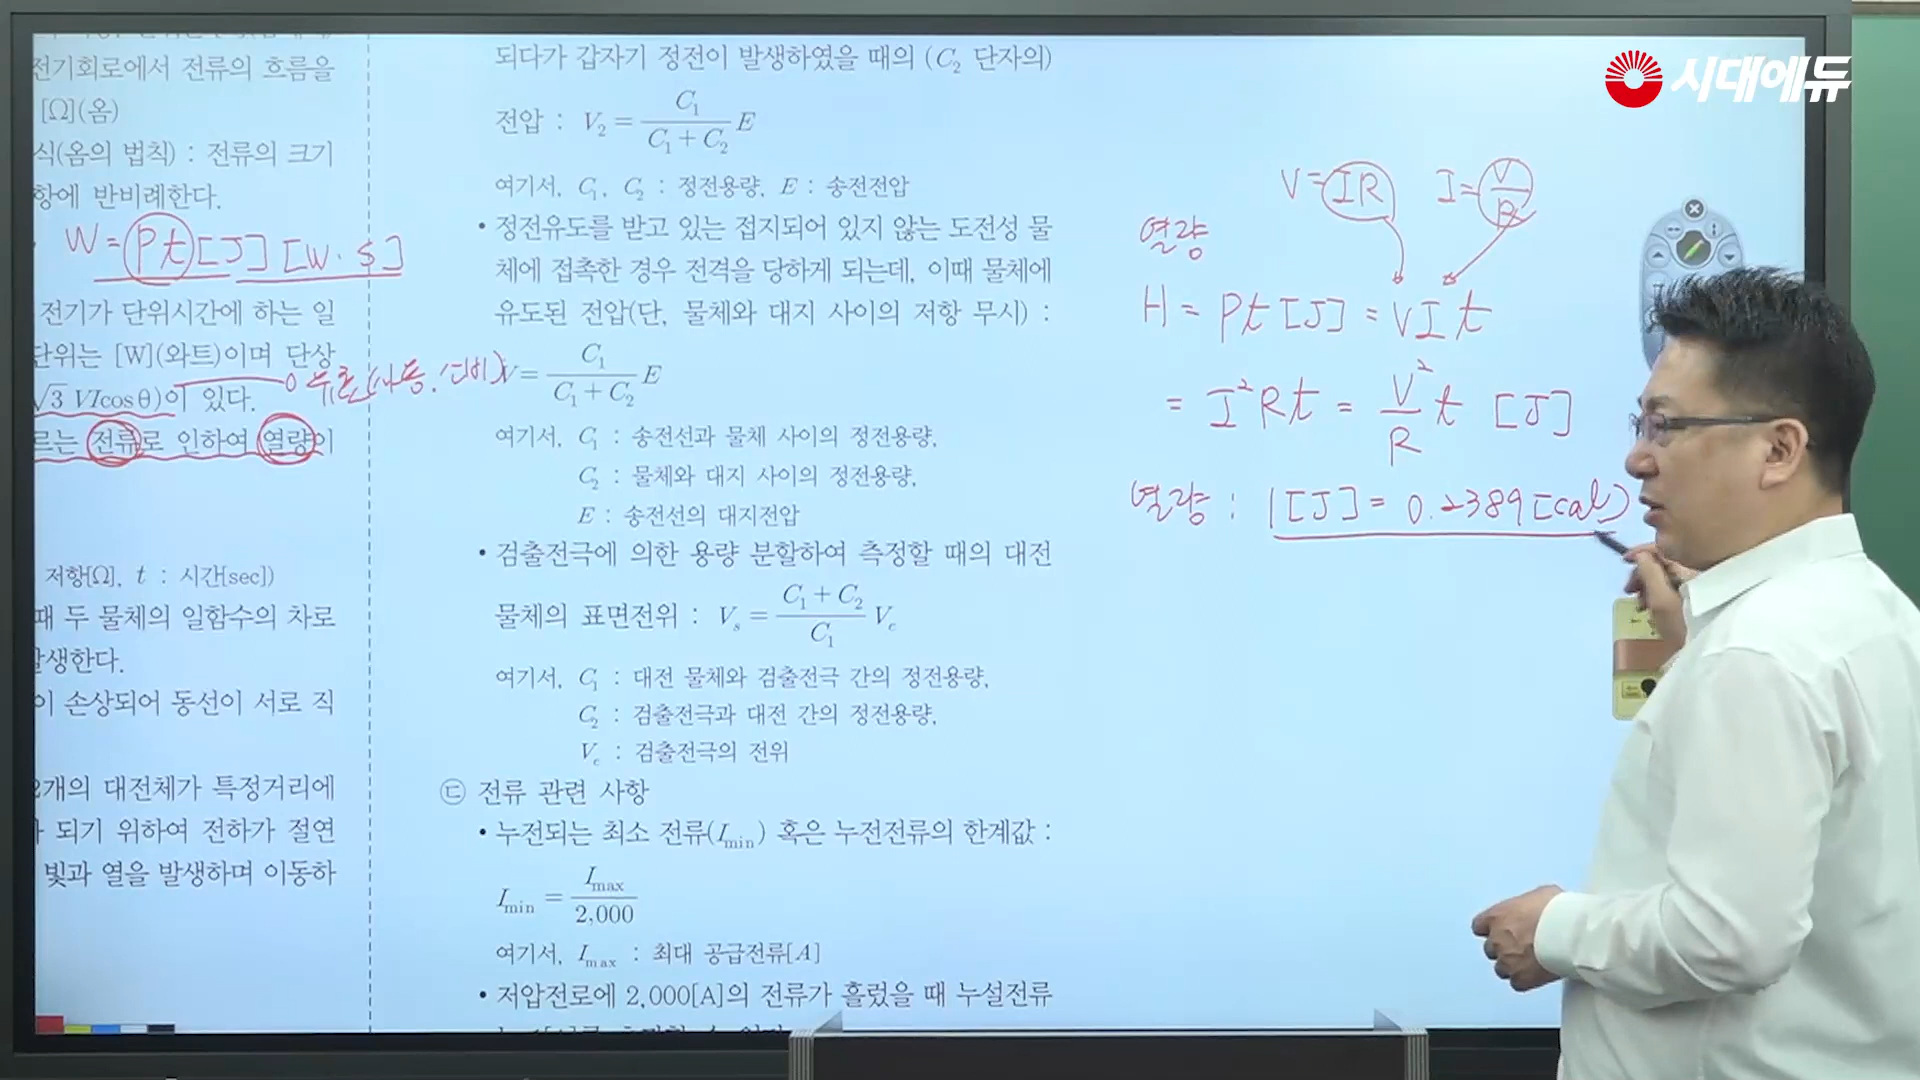 전기회로에서 전류의 흐름을
[Ω](옴)
식(옴의 법칙) : 전류의 크기
항에 반비례한다.
W = Pt [J] [W·S]
전기가 단위시간에 하는 일
단위는 [W](와트)이며 단상
√3 VIcosθ)이 있다.
르는 전류로 인하여 열량이
저항[Ω], t : 시간[sec])
때 두 물체의 일함수의 차로
발생한다.
이 손상되어 동선이 서로 직
2개의 대전체가 특정거리에
되기 위하여 전하가 절연
빛과 열을 발생하며 이동하
되다가 갑자기 정전이 발생하였을 때의 (C₂ 단자의)
전압 : V₂ = C₁ / (C₁ + C₂) E
여기서, C₁, C₂ : 정전용량, E : 송전전압
• 정전유도를 받고 있는 접지되어 있지 않는 도전성 물
체에 접촉한 경우 전격을 당하게 되는데, 이때 물체에
유도된 전압(단, 물체와 대지 사이의 저항 무시) :
V = C₁ / (C₁ + C₂) E
여기서, C₁ : 송전선과 물체 사이의 정전용량,
C₂ : 물체와 대지 사이의 정전용량,
E : 송전선의 대지전압
• 검출전극에 의한 용량 분할하여 측정할 때의 대전
물체의 표면전위 : Vₛ = (C₁ + C₂) / C₁ Vₑ
여기서, C₁ : 대전 물체와 검출전극 간의 정전용량,
C₂ : 검출전극과 대전 간의 정전용량,
Vₑ : 검출전극의 전위
㉢ 전류 관련 사항
• 누전되는 최소 전류(Imin) 혹은 누전전류의 한계값 :
Imin = Imax / 2,000
여기서, Imax : 최대 공급전류[A]
• 저압전로에 2,000[A]의 전류가 흘렀을 때 누설전류
시대에듀
V = IR I = V/R
열량
H = Pt [J] = VIt
= I²Rt = V²/R t [J]
열량 : 1[J] = 0.2389[cal]